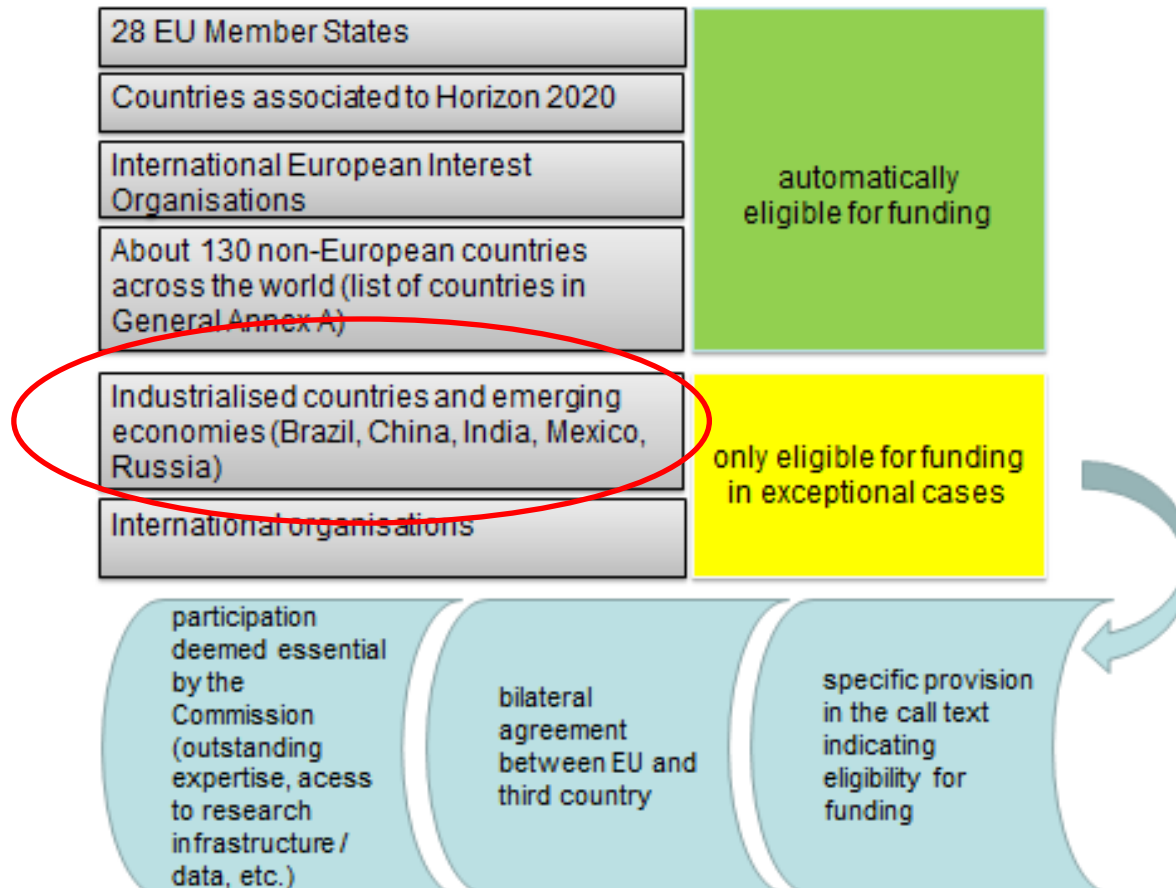 28 EU Member States
Countries associated to Horizon 2020
International European Interest
Organisations
About 130 non-European countries
across the world (list of countries in
General Annex A)
automatically
eligible for funding
Industrialised countries and emerging
economies (Brazil, China, India, Mexico,
Russia)
International organisations
only eligible for funding
in exceptional cases
participation
deemed essential
by the
Commission
(outstanding
expertise, acess
to research
infrastructure /
data, etc.)
bilateral
agreement
between EU and
third country
specific provision
in the call text
indicating
eligibility for
funding